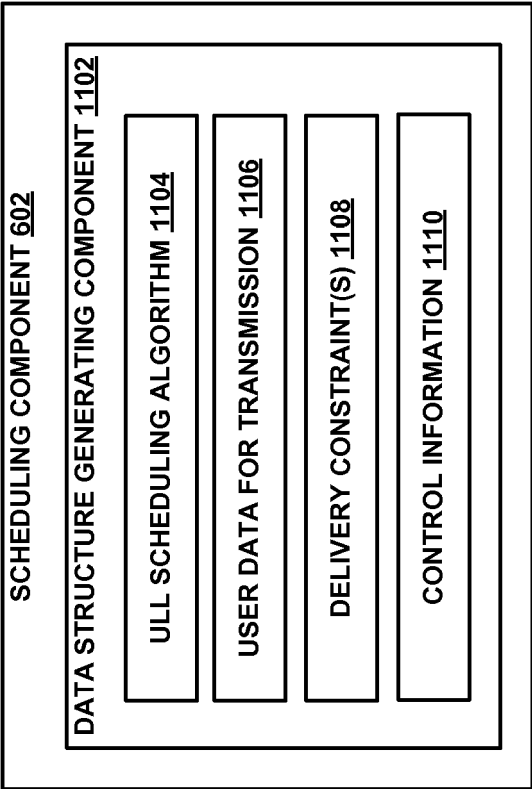 SCHEDULING COMPONENT 602
DATA STRUCTURE GENERATING COMPONENT 1102
ULL SCHEDULING ALGORITHM 1104
USER DATA FOR TRANSMISSION 1106
DELIVERY CONSTRAINT(S) 1108
CONTROL INFORMATION 1110